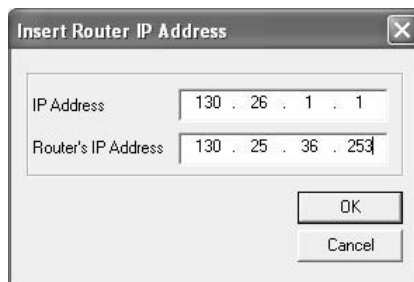 Insert Router IP Address
IP Address 130 . 26 . 1 . 1
Router's IP Address 130 . 25 . 36 . 253
OK
Cancel